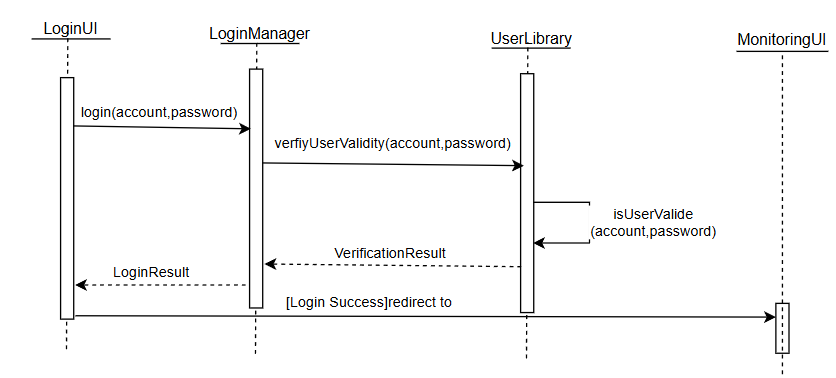 LoginUI
LoginManager
UserLibrary
MonitoringUI
login(account,password)
verfiyUserValidity(account,password)
isUserValide
(account,password)
VerificationResult
LoginResult
[Login Success]redirect to